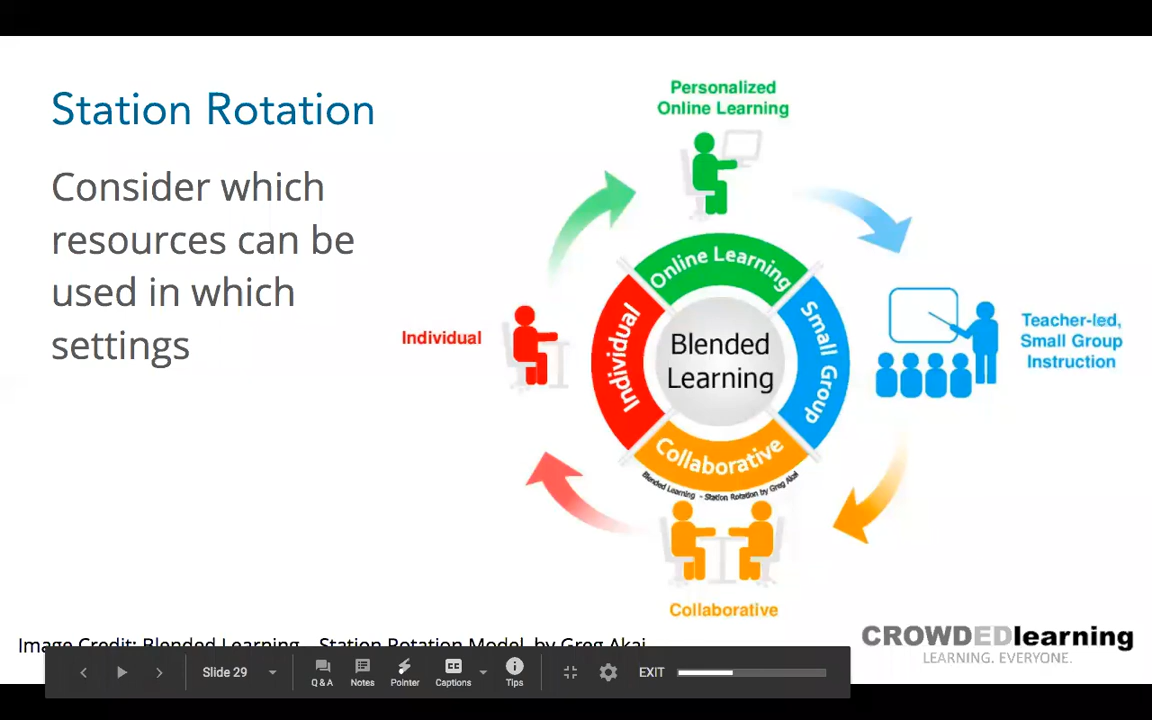 Station Rotation
Consider which
resources can be
used in which
settings
Personalized
Online Learning
Online Learning
Individual
Individual
Blended
Learning
Small Group
Teacher-led,
Small Group
Instruction
Collaborative
Blended Learning - Station Rotation by Greg Akai
Collaborative
Image Credit: Blended Learning - Station Rotation Model, by Greg Akai
CROWDEDlearning
LEARNING. EVERYONE.
Slide 29
Q & A
Notes
Pointer
CC
Captions
Tips
EXIT